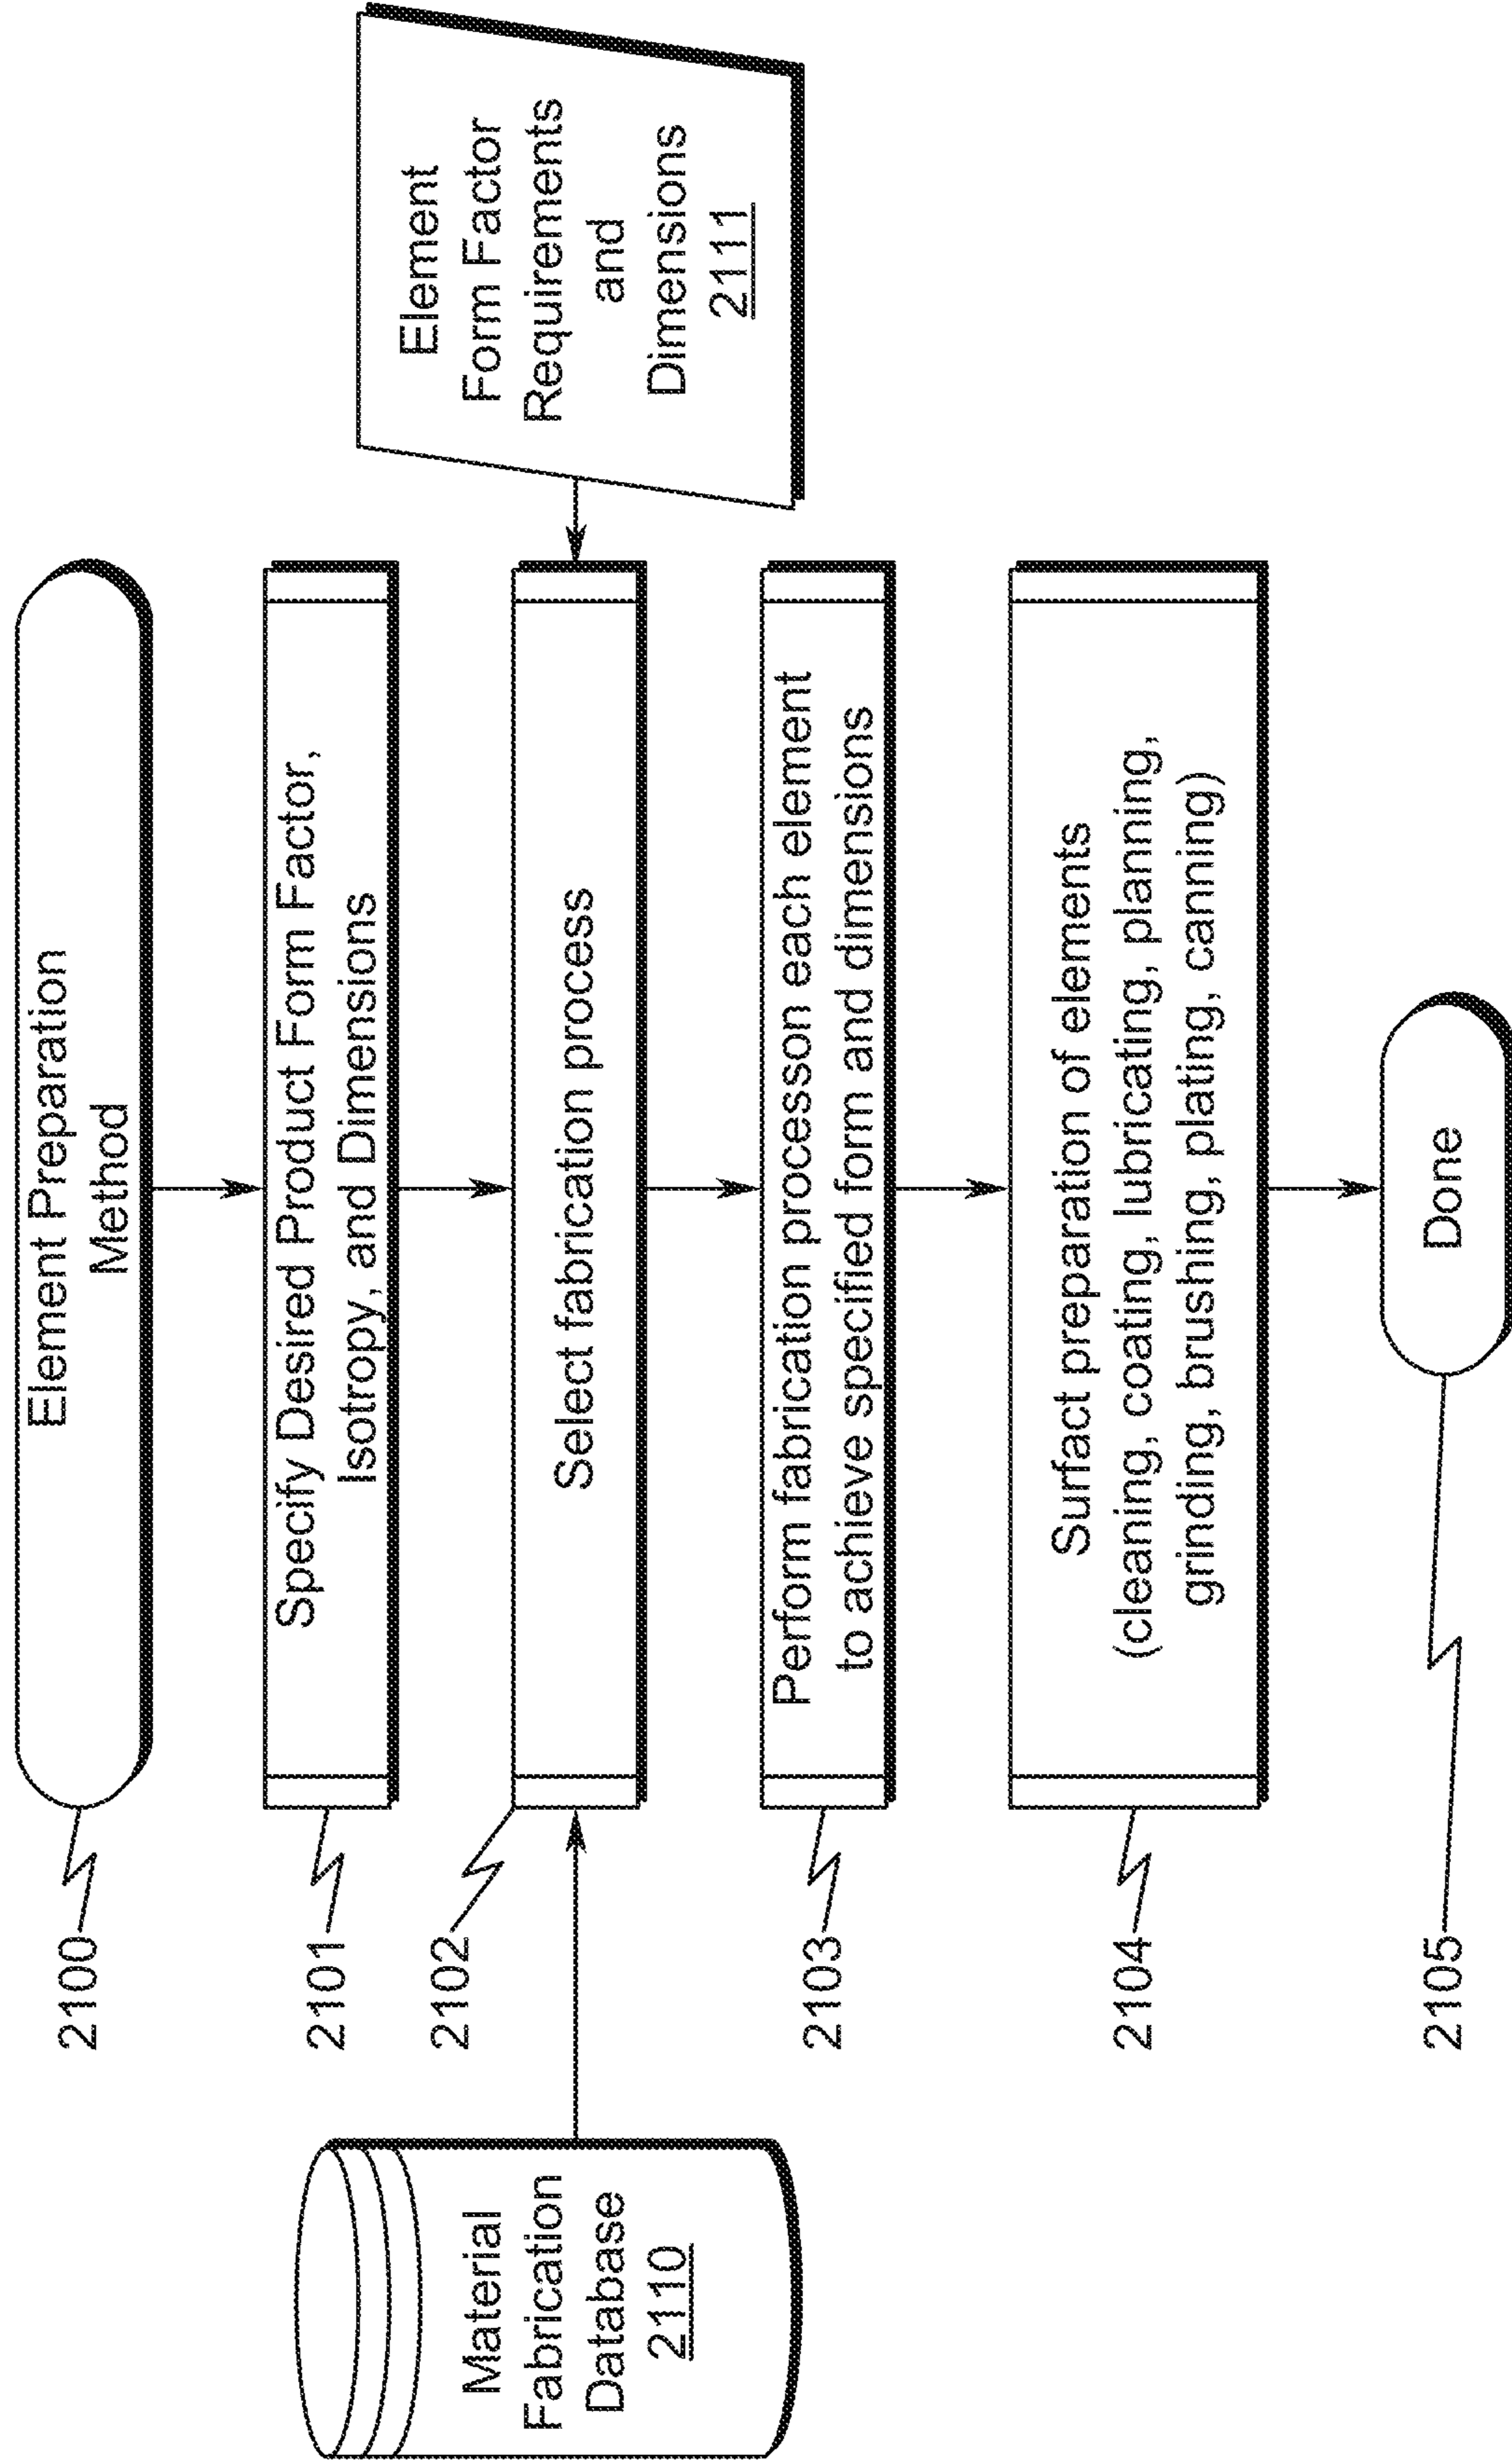 Element Preparation
Method
2100
Specify Desired Product Form Factor,
Isotropy, and Dimensions
2101
Select fabrication process
2102
Material
Fabrication
Database
2110
Element
Form Factor
Requirements
and
Dimensions
2111
Perform fabrication processon each element
to achieve specified form and dimensions
2103
Surfact preparation of elements
(cleaning, coating, lubricating, planning,
grinding, brushing, plating, canning)
2104
Done
2105